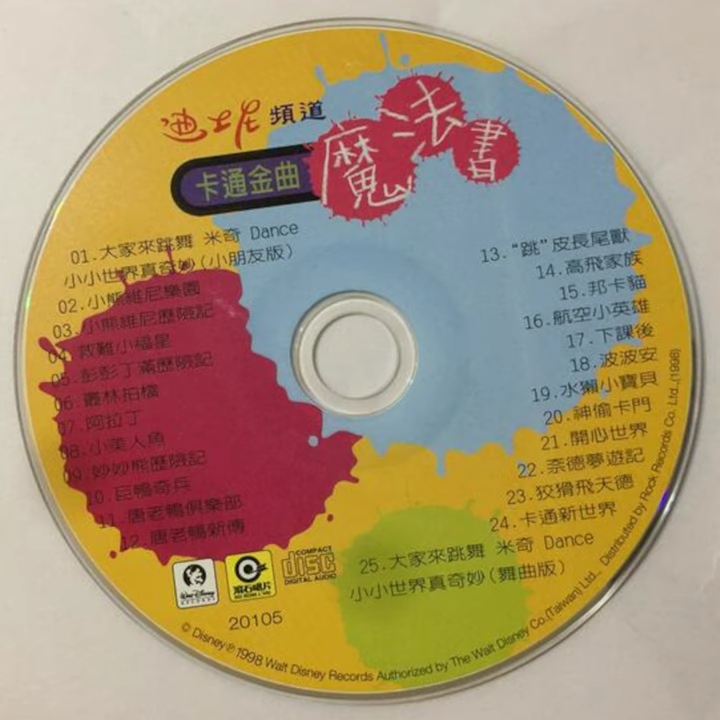 迪士尼頻道
卡通金曲
魔法書
01.大家來跳舞 米奇 Dance
小小世界真奇妙(小朋友版)
02.小熊維尼樂園
03.小熊維尼歷險記
04.救難小福星
05.彭彭丁滿歷險記
06.叢林拍檔
07.阿拉丁
08.小美人魚
09.妙妙熊歷險記
10.巨鴨奇兵
11.唐老鴨俱樂部
12.唐老鴨新傳
13.“跳”皮長尾獸
14.高飛家族
15.邦卡貓
16.航空小英雄
17.下課後
18.波波安
19.水獺小寶貝
20.神偷卡門
21.開心世界
22.奈德夢遊記
23.狡猾飛天德
24.卡通新世界
25.大家來跳舞 米奇 Dance
小小世界真奇妙(舞曲版)
Walt Disney
RECORDS
滾石唱片
COMPACT
disc
DIGITAL AUDIO
20105
© Disney ℗ 1998 Walt Disney Records Authorized by The Walt Disney Co.(Taiwan) Ltd., Distributed by Rock Records Co. Ltd.,(1998)